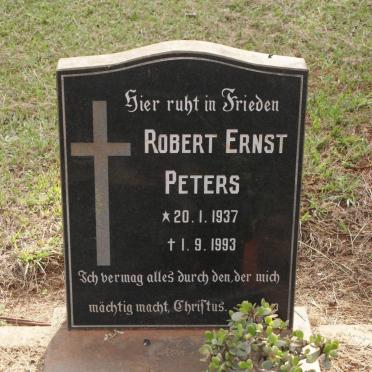 Hier ruht in Frieden
ROBERT ERNST
PETERS
★ 20. 1. 1937
† 1. 9. 1993
Ich vermag alles durch den, der mich
mächtig macht, Christus.